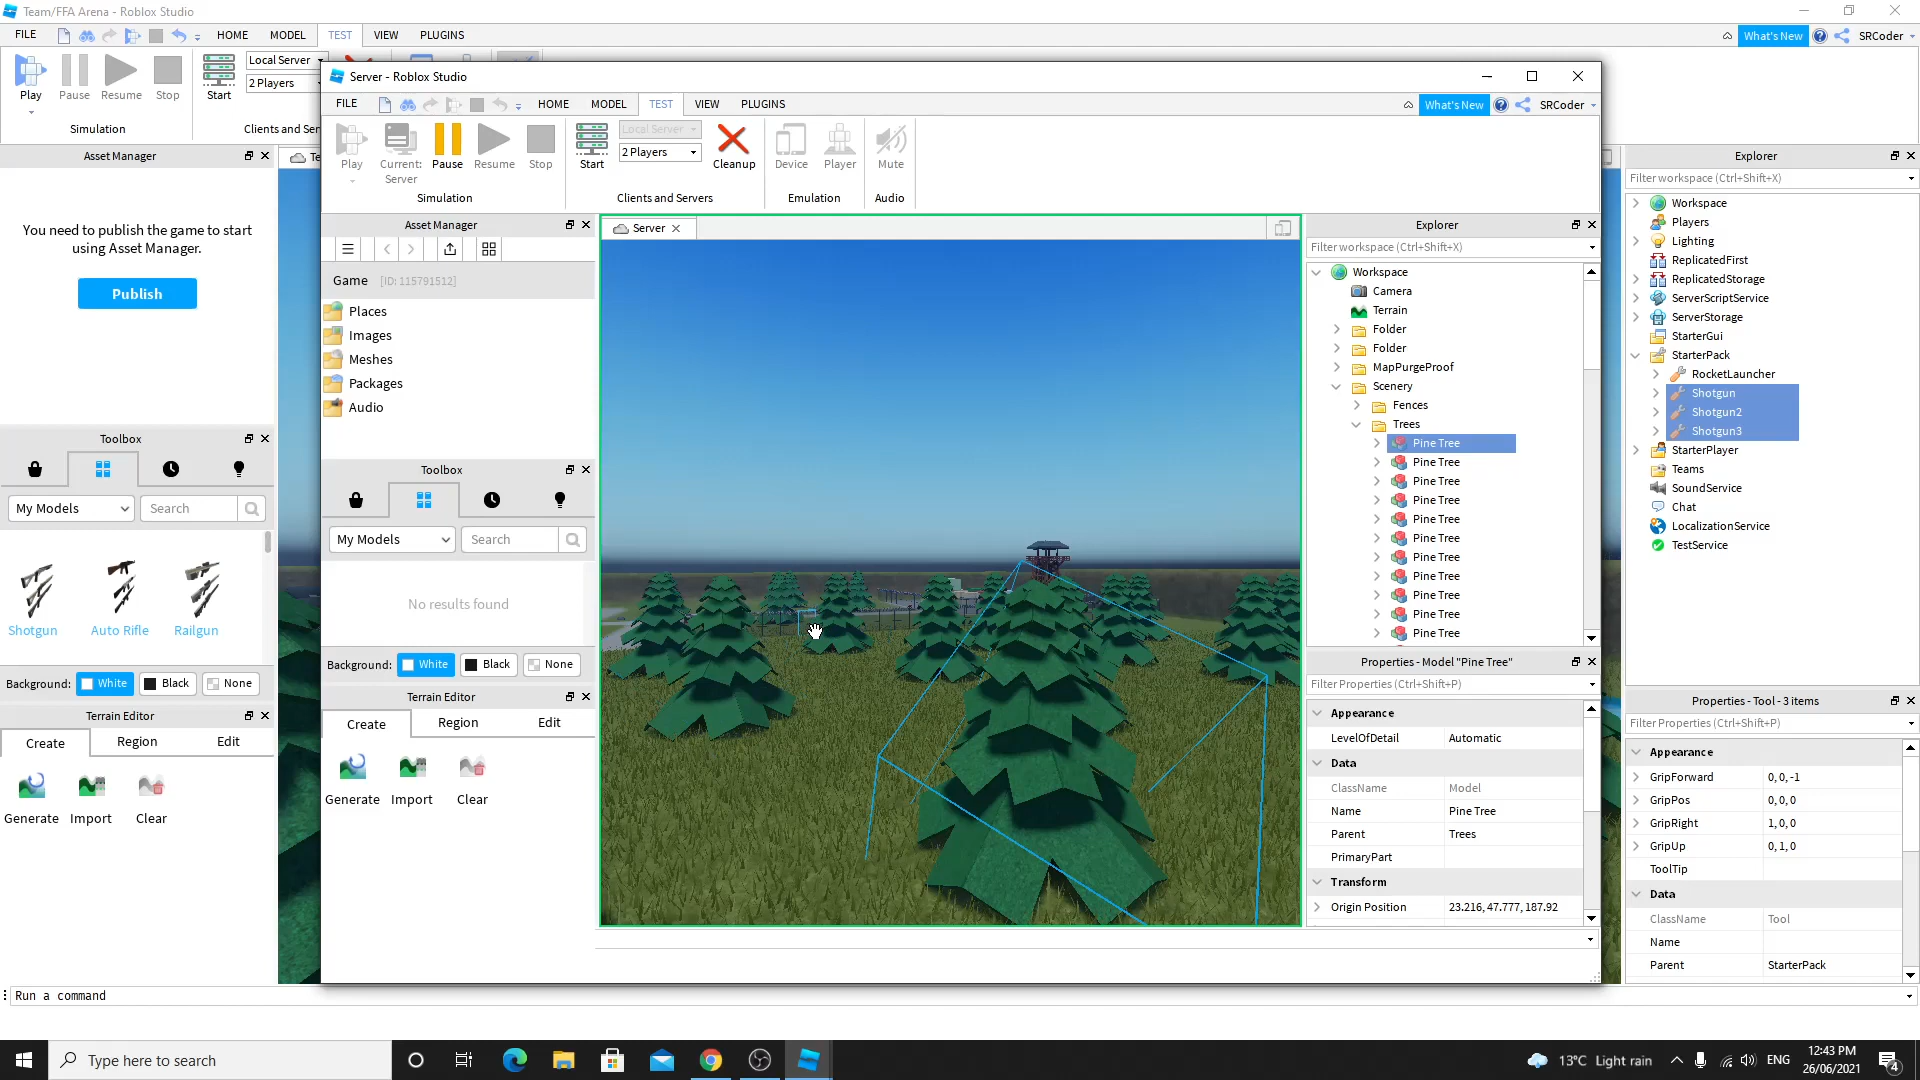 Team/FFA Arena - Roblox Studio
FILE HOME MODEL TEST VIEW PLUGINS What's New SRCoder
Play Pause Resume Stop Start Local Server 2 Players
Simulation Clients and Ser
Asset Manager
You need to publish the game to start
using Asset Manager.
Publish
Toolbox
My Models Search
Shotgun Auto Rifle Railgun
Background: White Black None
Terrain Editor
Create Region Edit
Generate Import Clear
Run a command
Te
Server - Roblox Studio
FILE HOME MODEL TEST VIEW PLUGINS What's New SRCoder
Play Current: Server Pause Resume Stop Start Local Server 2 Players Cleanup Device Player Mute
Simulation Clients and Servers Emulation Audio
Asset Manager
Game [ID: 115791512]
Places
Images
Meshes
Packages
Audio
Toolbox
My Models Search
No results found
Background: White Black None
Terrain Editor
Create Region Edit
Generate Import Clear
Server
Explorer
Filter workspace (Ctrl+Shift+X)
Workspace
Camera
Terrain
Folder
Folder
MapPurgeProof
Scenery
Fences
Trees
Pine Tree
Pine Tree
Pine Tree
Pine Tree
Pine Tree
Pine Tree
Pine Tree
Pine Tree
Pine Tree
Pine Tree
Pine Tree
Properties - Model "Pine Tree"
Filter Properties (Ctrl+Shift+P)
Appearance
LevelOfDetail Automatic
Data
ClassName Model
Name Pine Tree
Parent Trees
PrimaryPart
Transform
Origin Position 23.216, 47.777, 187.92
Explorer
Filter workspace (Ctrl+Shift+X)
Workspace
Players
Lighting
ReplicatedFirst
ReplicatedStorage
ServerScriptService
ServerStorage
StarterGui
StarterPack
RocketLauncher
Shotgun
Shotgun2
Shotgun3
StarterPlayer
Teams
SoundService
Chat
LocalizationService
TestService
Properties - Tool - 3 items
Filter Properties (Ctrl+Shift+P)
Appearance
GripForward 0, 0, -1
GripPos 0, 0, 0
GripRight 1, 0, 0
GripUp 0, 1, 0
ToolTip
Data
ClassName Tool
Name
Parent StarterPack
Type here to search
13°C Light rain ENG 12:43 PM
26/06/2021
4